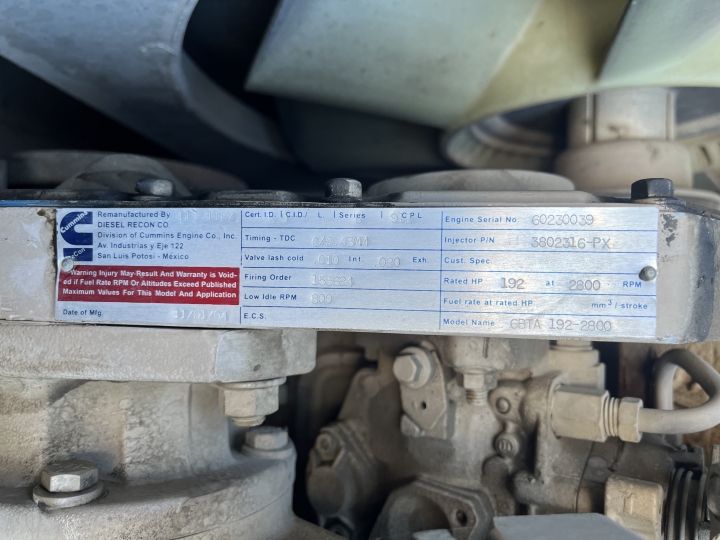 Cummins
Recon
Remanufactured By
DIESEL RECON CO
Division of Cummins Engine Co., Inc.
Av. Industrias y Eje 122
San Luis Potosi - México
Warning Injury May Result And Warranty is Void-
ed if Fuel Rate RPM Or Altitudes Exceed Published
Maximum Values For This Model And Application
Date of Mfg.
Cert. I.D. C.I.D./ L. Series CPL
Timing - TDC
Valve lash cold Int. Exh.
Firing Order 153624
Low Idle RPM
E.C.S.
Engine Serial No. 60230039
Injector P/N 3802316-PX
Cust. Spec.
Rated HP 192 at 2800 RPM
Fuel rate at rated HP mm³/stroke
Model Name 6BTA 192-2800